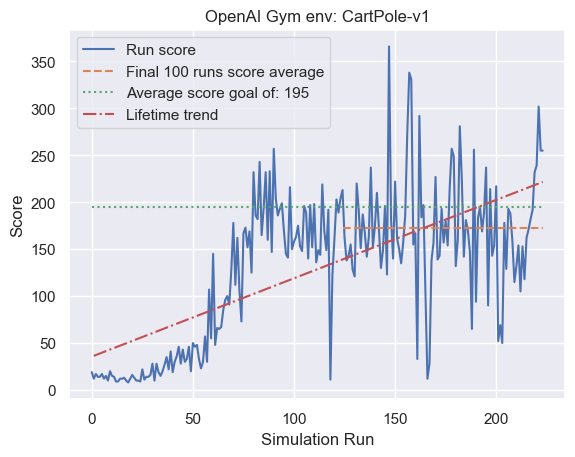 OpenAI Gym env: CartPole-v1
Run score
Final 100 runs score average
Average score goal of: 195
Lifetime trend
Score
350
300
250
200
150
100
50
0
0
50
100
150
200
Simulation Run